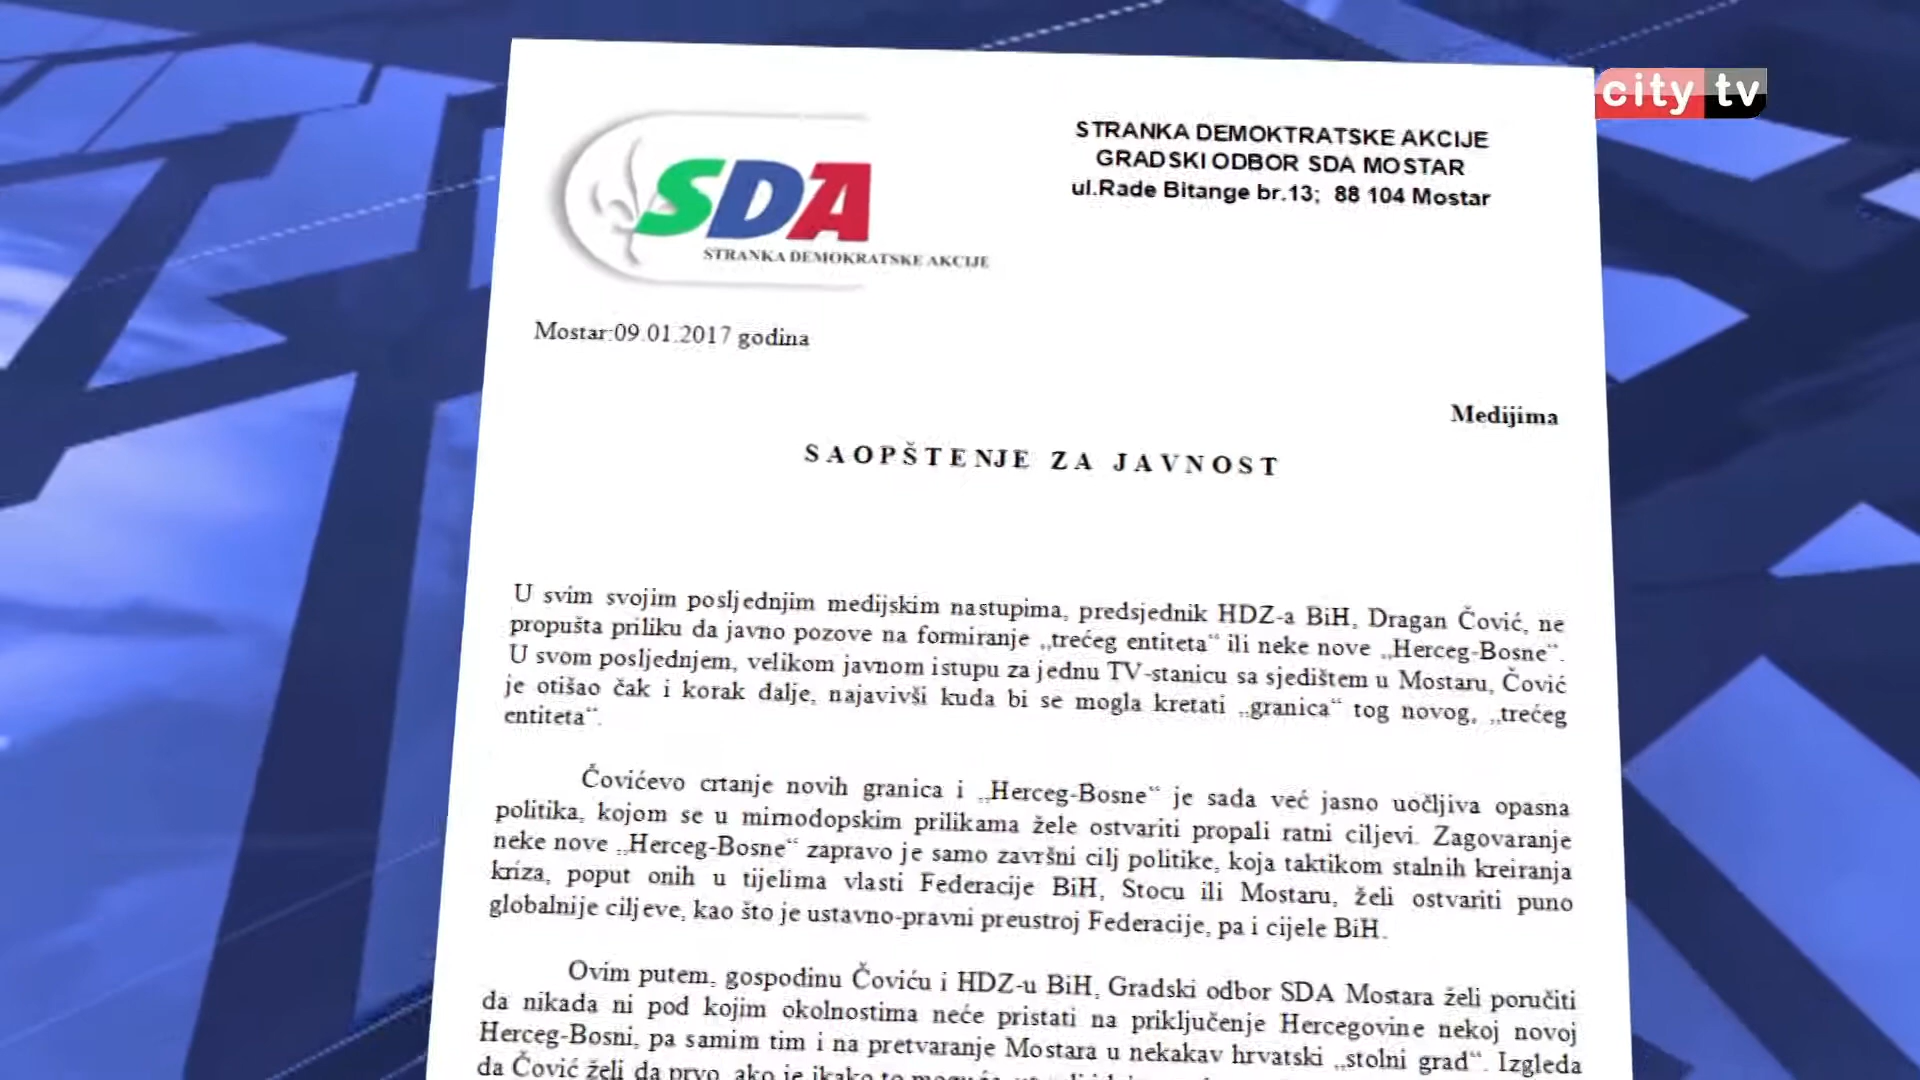 city tv
SDA
STRANKA DEMOKRATSKE AKCIJE
STRANKA DEMOKTRATSKE AKCIJE
GRADSKI ODBOR SDA MOSTAR
ul.Rade Bitange br.13; 88 104 Mostar
Mostar:09.01.2017 godina
Medijima
SAOPŠTENJE ZA JAVNOST
U svim svojim posljednjim medijskim nastupima, predsjednik HDZ-a BiH, Dragan Čović, ne
propušta priliku da javno pozove na formiranje „trećeg entiteta“ ili neke nove „Herceg-Bosne“.
U svom posljednjem, velikom javnom istupu za jednu TV-stanicu sa sjedištem u Mostaru, Čović
je otišao čak i korak dalje, najavivši kuda bi se mogla kretati „granica“ tog novog, „trećeg
entiteta“.
Čovićevo crtanje novih granica i „Herceg-Bosne“ je sada već jasno uočljiva opasna
politika, kojom se u mirnodopskim prilikama žele ostvariti propali ratni ciljevi. Zagovaranje
neke nove „Herceg-Bosne“ zapravo je samo završni cilj politike, koja taktikom stalnih kreiranja
kriza, poput onih u tijelima vlasti Federacije BiH, Stocu ili Mostaru, želi ostvariti puno
globalnije ciljeve, kao što je ustavno-pravni preustroj Federacije, pa i cijele BiH.
Ovim putem, gospodinu Čoviću i HDZ-u BiH, Gradski odbor SDA Mostara želi poručiti
da nikada ni pod kojim okolnostima neće pristati na priključenje Hercegovine nekoj novoj
Herceg-Bosni, pa samim tim i na pretvaranje Mostara u nekakav hrvatski „stolni grad“. Izgleda
da Čović želi da prvo, ako je ikako to